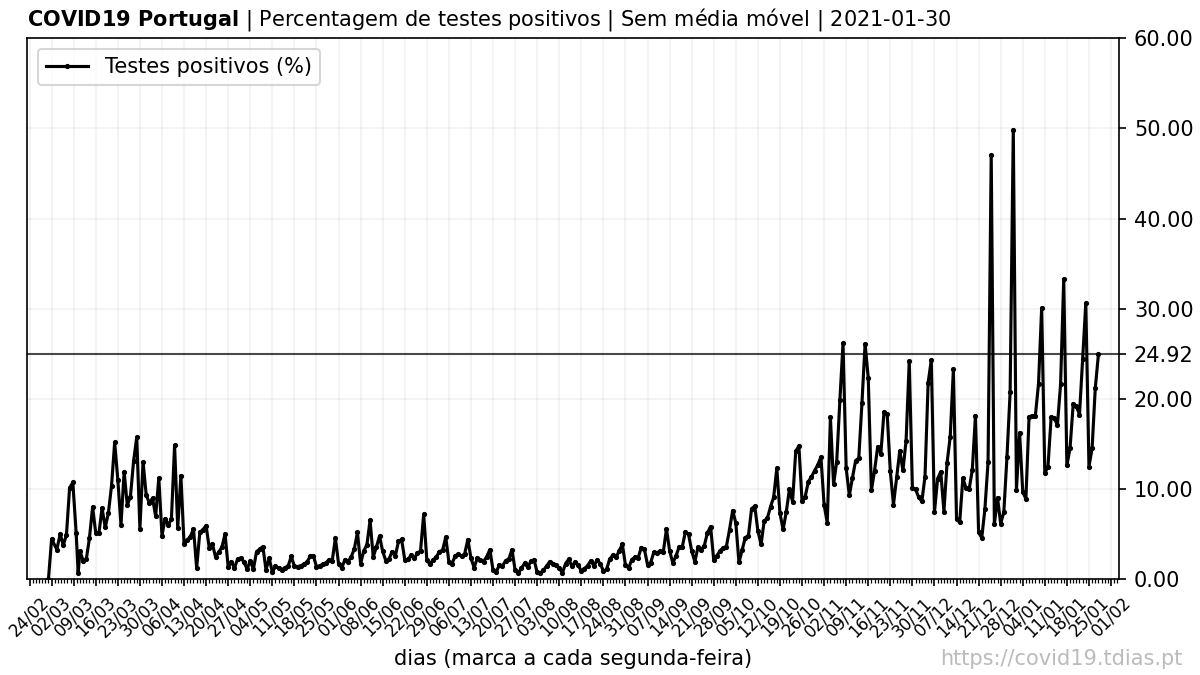 COVID19 Portugal | Percentagem de testes positivos | Sem média móvel | 2021-01-30
Testes positivos (%)
60.00
50.00
40.00
30.00
24.92
20.00
10.00
0.00
24/02 02/03 09/03 16/03 23/03 30/03 06/04 13/04 20/04 27/04 04/05 11/05 18/05 25/05 01/06 08/06 15/06 22/06 29/06 06/07 13/07 20/07 27/07 03/08 10/08 17/08 24/08 31/08 07/09 14/09 21/09 28/09 05/10 12/10 19/10 26/10 02/11 09/11 16/11 23/11 30/11 07/12 14/12 21/12 28/12 04/01 11/01 18/01 25/01 01/02
dias (marca a cada segunda-feira)
https://covid19.tdias.pt